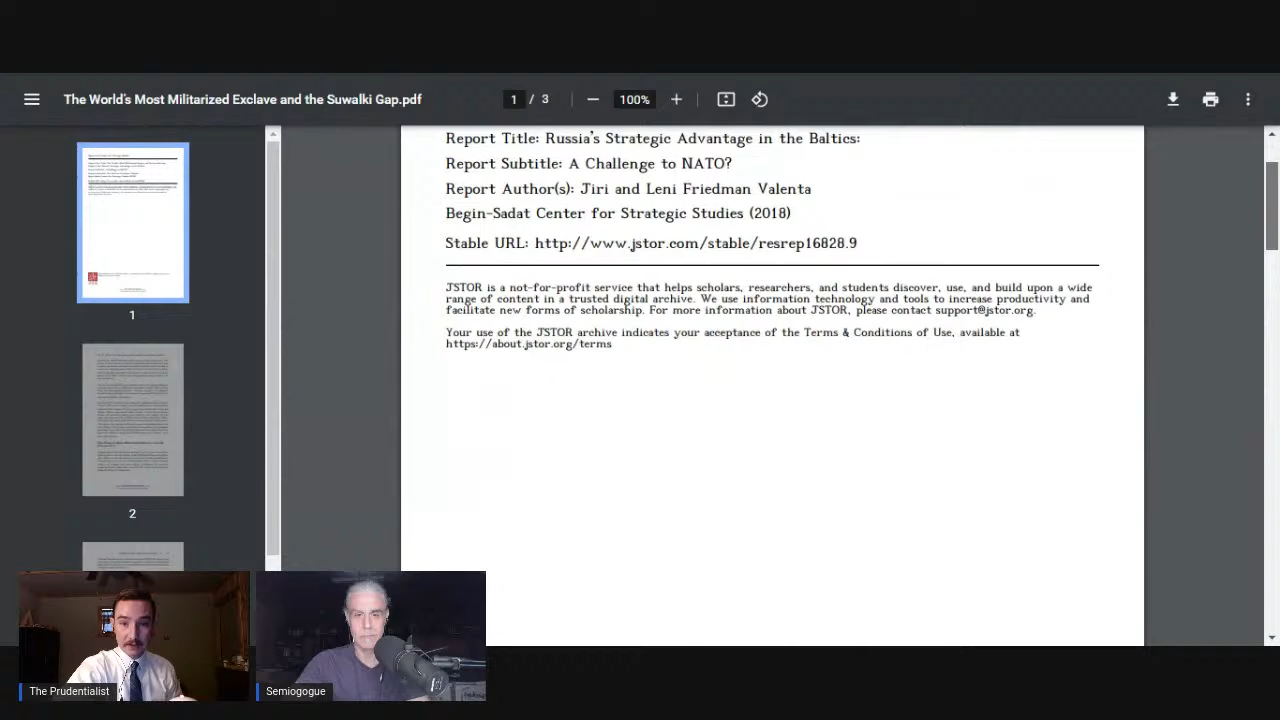 The World's Most Militarized Exclave and the Suwalki Gap.pdf
1 / 3
100%
Report Title: Russia's Strategic Advantage in the Baltics:
Report Subtitle: A Challenge to NATO?
Report Author(s): Jiri and Leni Friedman Valenta
Begin-Sadat Center for Strategic Studies (2018)
Stable URL: http://www.jstor.com/stable/resrep16828.9
JSTOR is a not-for-profit service that helps scholars, researchers, and students discover, use, and build upon a wide
range of content in a trusted digital archive. We use information technology and tools to increase productivity and
facilitate new forms of scholarship. For more information about JSTOR, please contact support@jstor.org.
Your use of the JSTOR archive indicates your acceptance of the Terms & Conditions of Use, available at
https://about.jstor.org/terms
1
2
The Prudentialist
Semiogogue